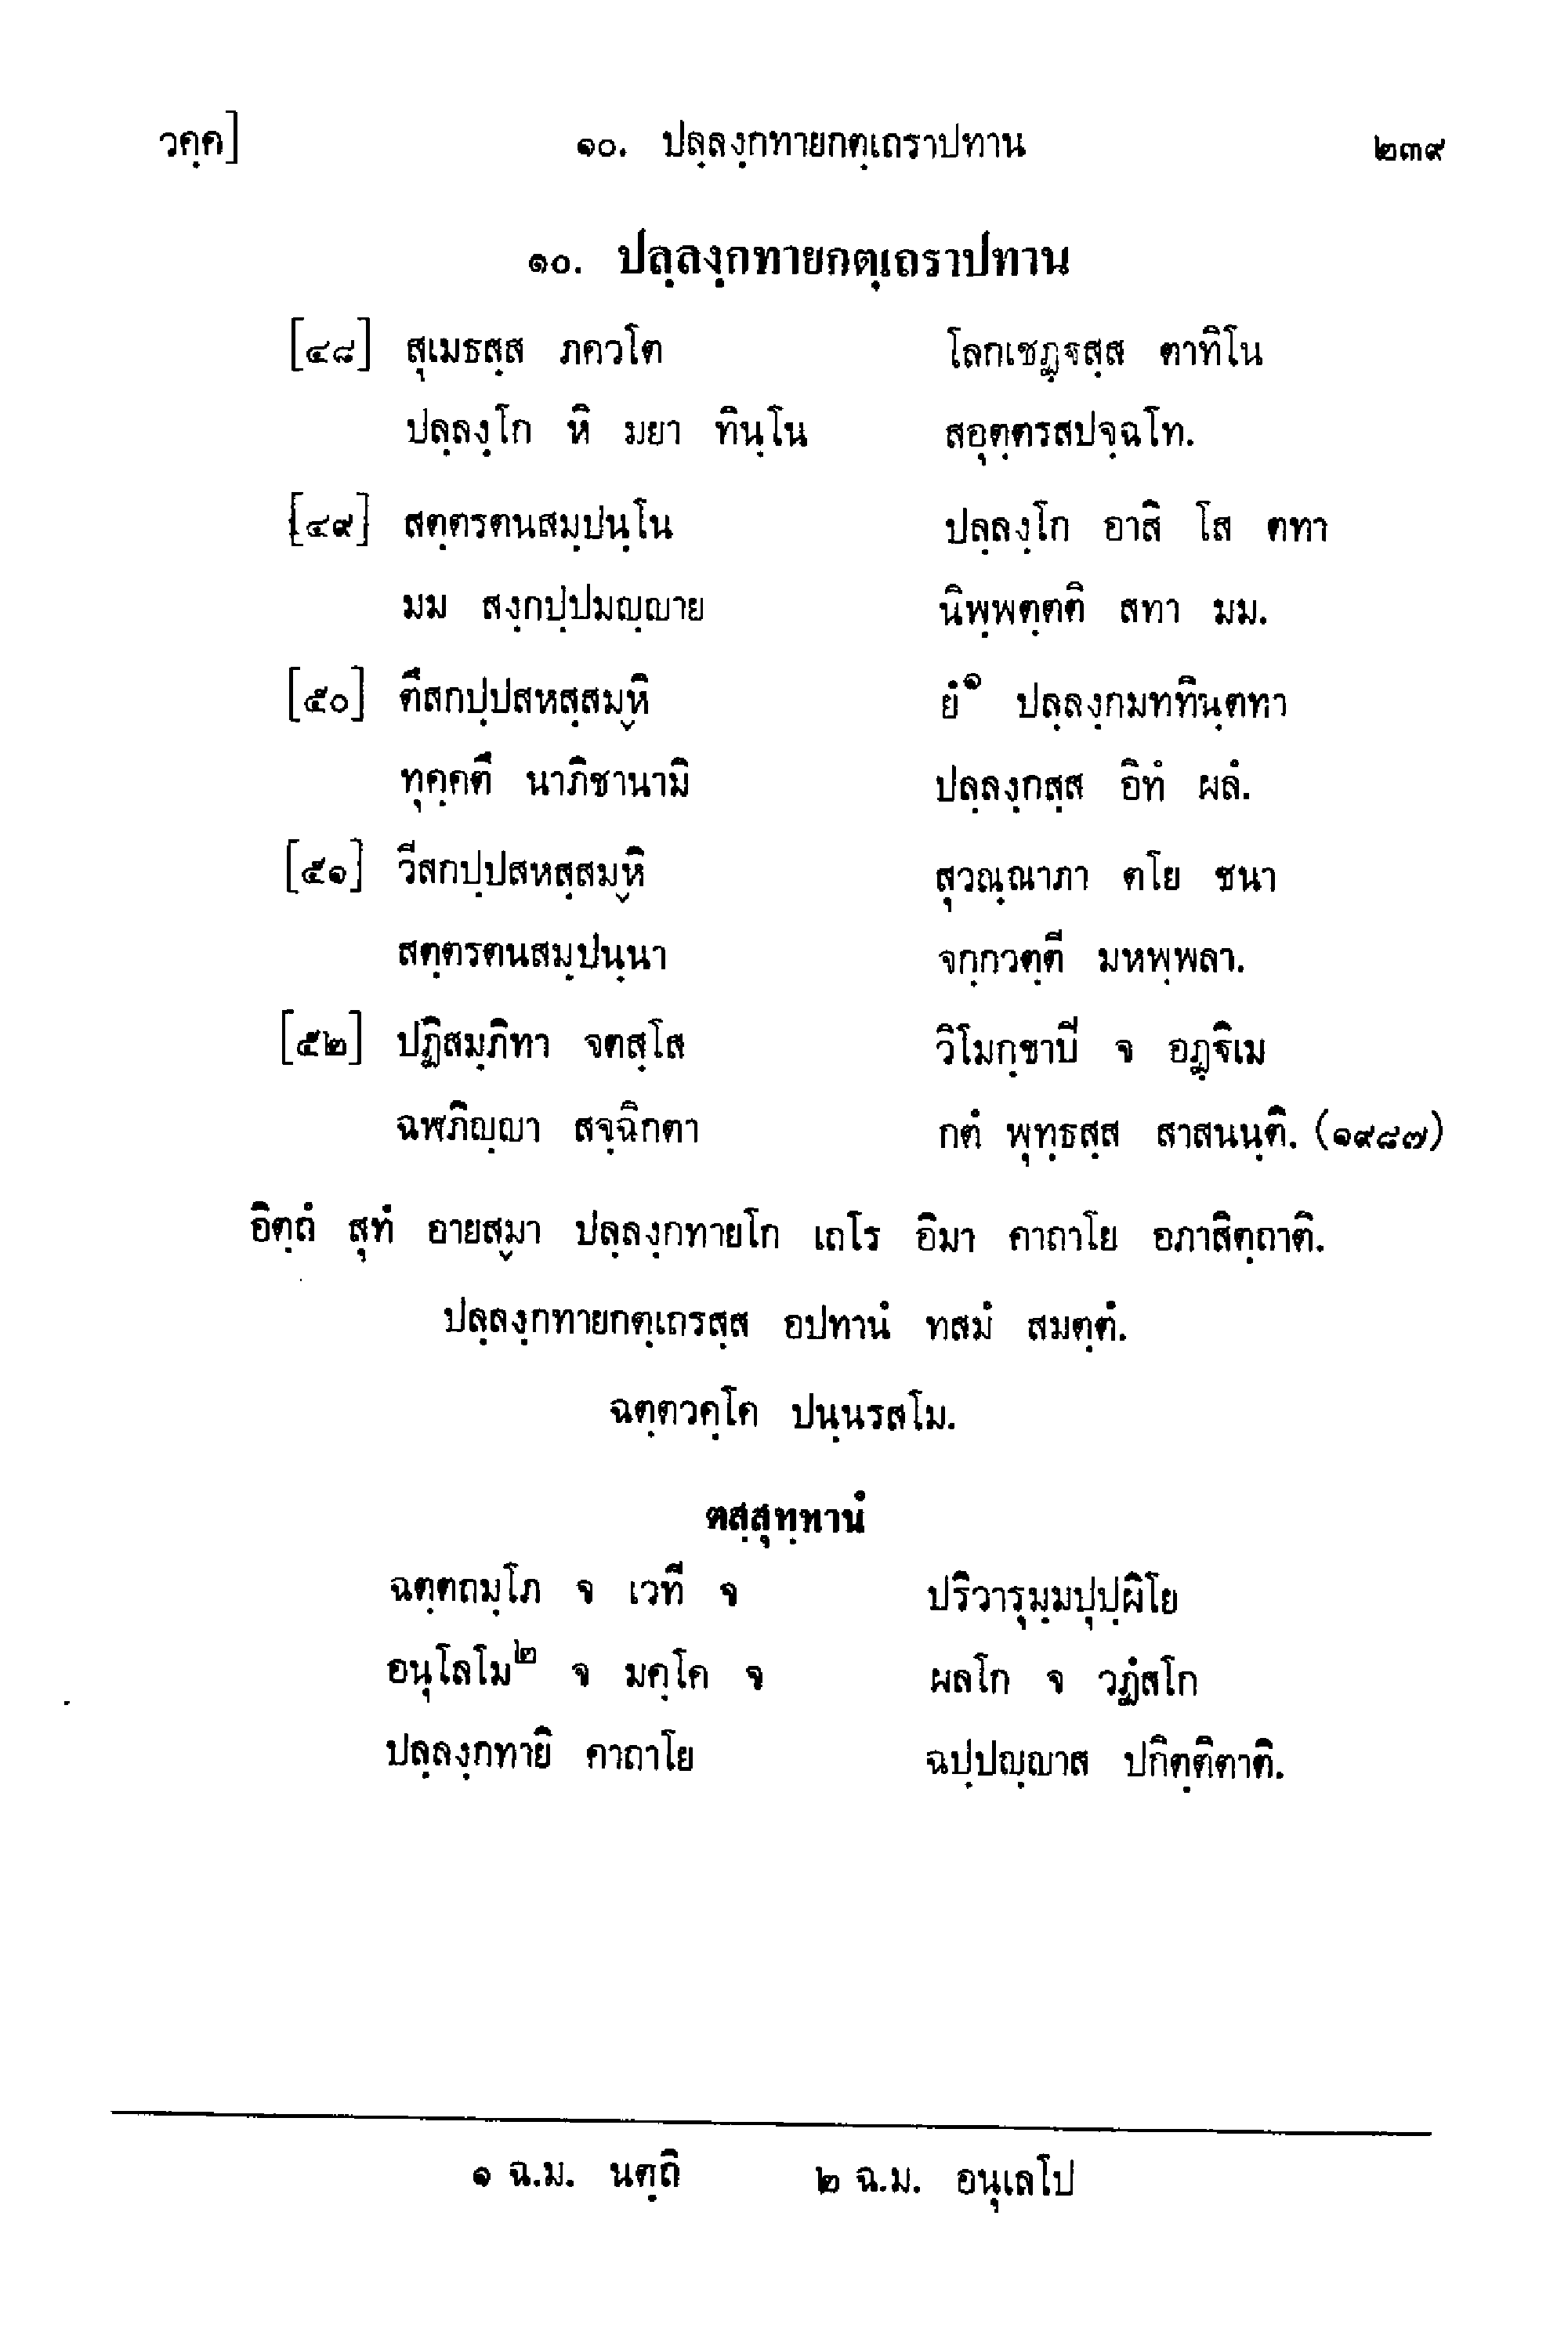 วคฺค] ๑๐. ปลฺลงฺกทายกตฺเถราปทาน ๒๓๙
๑๐. ปลฺลงฺกทายกตฺเถราปทาน
[๔๘] สุเมธสฺส ภควโต โลกเชฏฺฐสฺส ตาทิโน
ปลฺลงฺโก หิ มยา ทินฺโน สอุตฺตรสปจฺฉโท.
[๔๙] สตฺตรตนสมฺปนฺโน ปลฺลงฺโก อาสิ โส ตทา
มม สงฺกปฺปมญฺญาย นิพฺพตฺตติ สทา มม.
[๕๐] ตึสกปฺปสหสฺสมฺหิ ยํ๑ ปลฺลงฺกมททินฺตทา
ทุคฺคตึ นาภิชานามิ ปลฺลงฺกสฺส อิทํ ผลํ.
[๕๑] วีสกปฺปสหสฺสมฺหิ สุวณฺณาภา ตโย ชนา
สตฺตรตนสมฺปนฺนา จกฺกวตฺตี มหพฺพลา.
[๕๒] ปฏิสมฺภิทา จตสฺโส วิโมกฺขาปี จ อฏฺฐิเม
ฉฬภิญฺญา สจฺฉิกตา กตํ พุทฺธสฺส สาสนนฺติ. (๑๙๘๗)
อิตฺถํ สุทํ อายสฺมา ปลฺลงฺกทายโก เถโร อิมา คาถาโย อภาสิตฺถาติ.
ปลฺลงฺกทายกตฺเถรสฺส อปทานํ ทสมํ สมตฺตํ.
ฉตฺตวคฺโค ปนฺนรสโม.
ตสฺสุทฺทานํ
ฉตฺตถมฺโภ จ เวที จ ปริวารุมฺมปุปฺผิโย
อนุโลโม๒ จ มคฺโค จ ผลโก จ วฏํสโก
ปลฺลงฺกทายิ คาถาโย ฉปฺปญฺญาส ปกิตฺติตาติ.
๑ ฉ.ม. นตฺถิ ๒ ฉ.ม. อนุเลโป